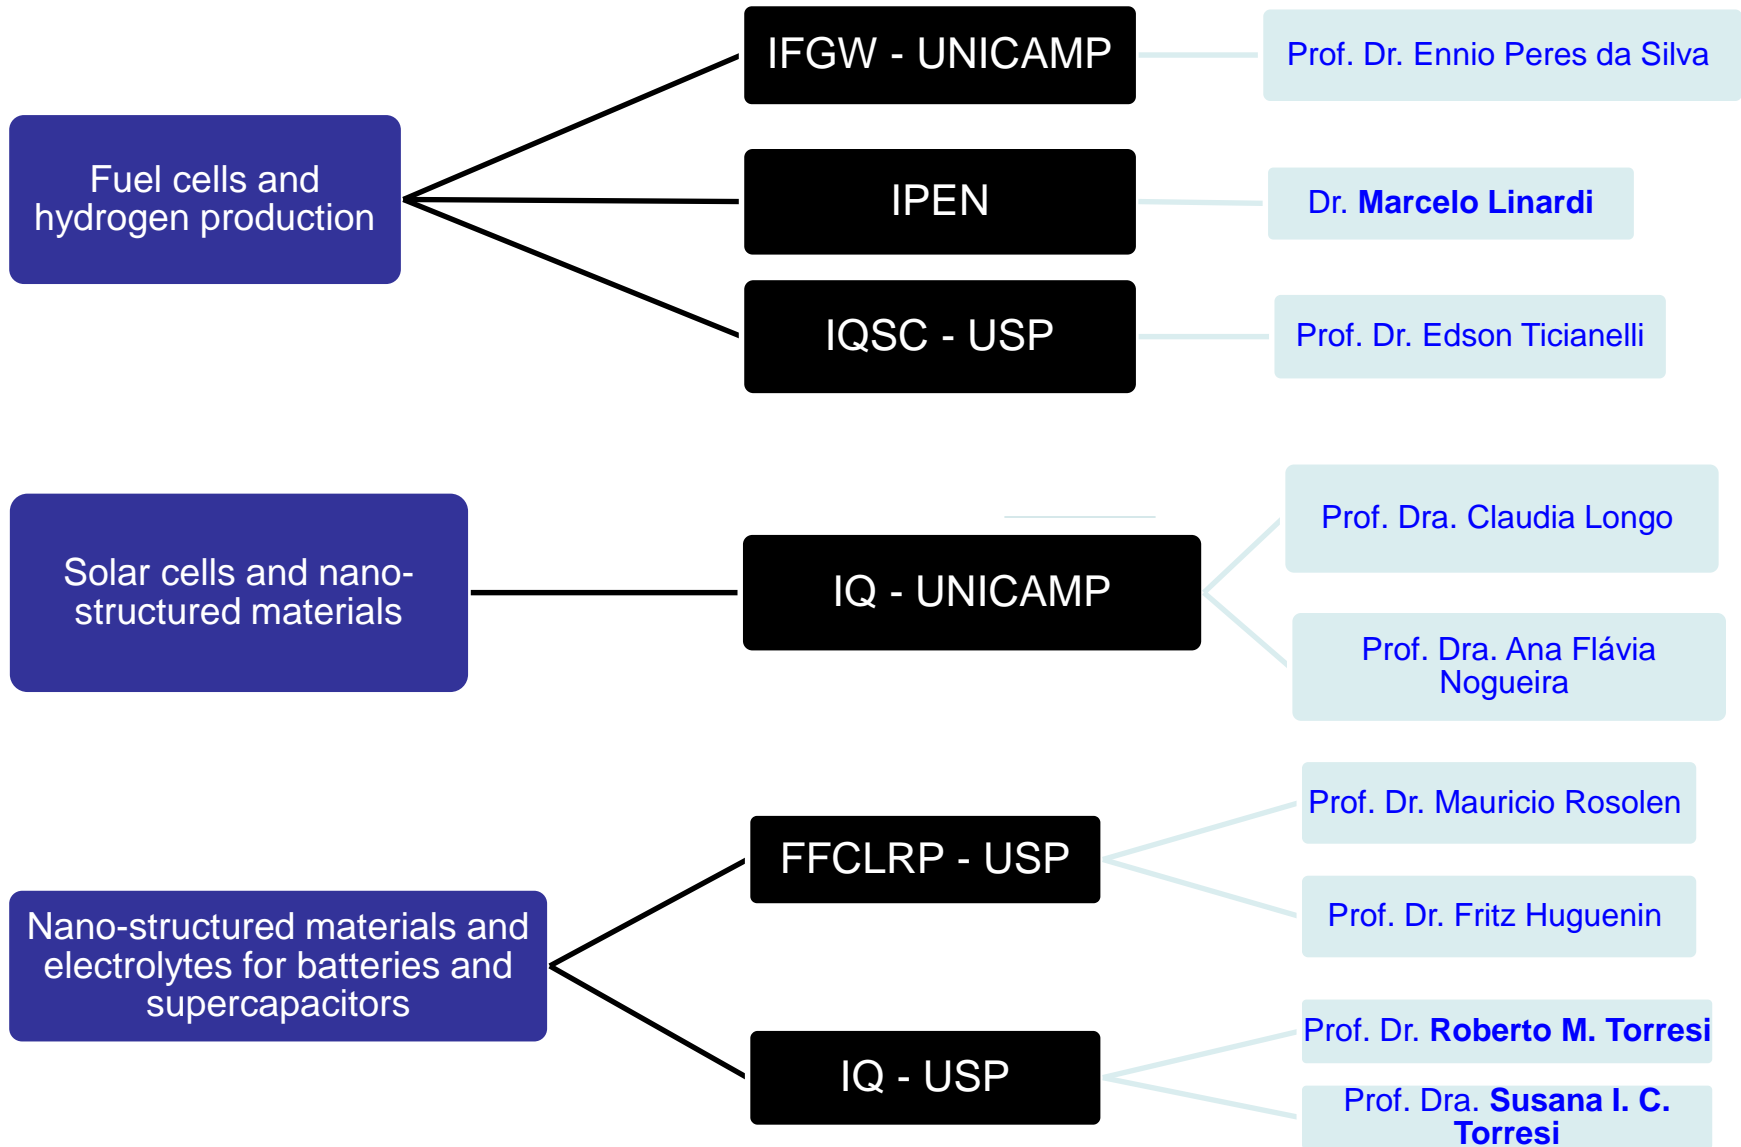 Fuel cells and
hydrogen production
IFGW - UNICAMP
Prof. Dr. Ennio Peres da Silva
IPEN
Dr. Marcelo Linardi
IQSC - USP
Prof. Dr. Edson Ticianelli
Solar cells and nano-
structured materials
IQ - UNICAMP
Prof. Dra. Claudia Longo
Prof. Dra. Ana Flávia
Nogueira
Nano-structured materials and
electrolytes for batteries and
supercapacitors
FFCLRP - USP
Prof. Dr. Mauricio Rosolen
Prof. Dr. Fritz Huguenin
IQ - USP
Prof. Dr. Roberto M. Torresi
Prof. Dra. Susana I. C.
Torresi